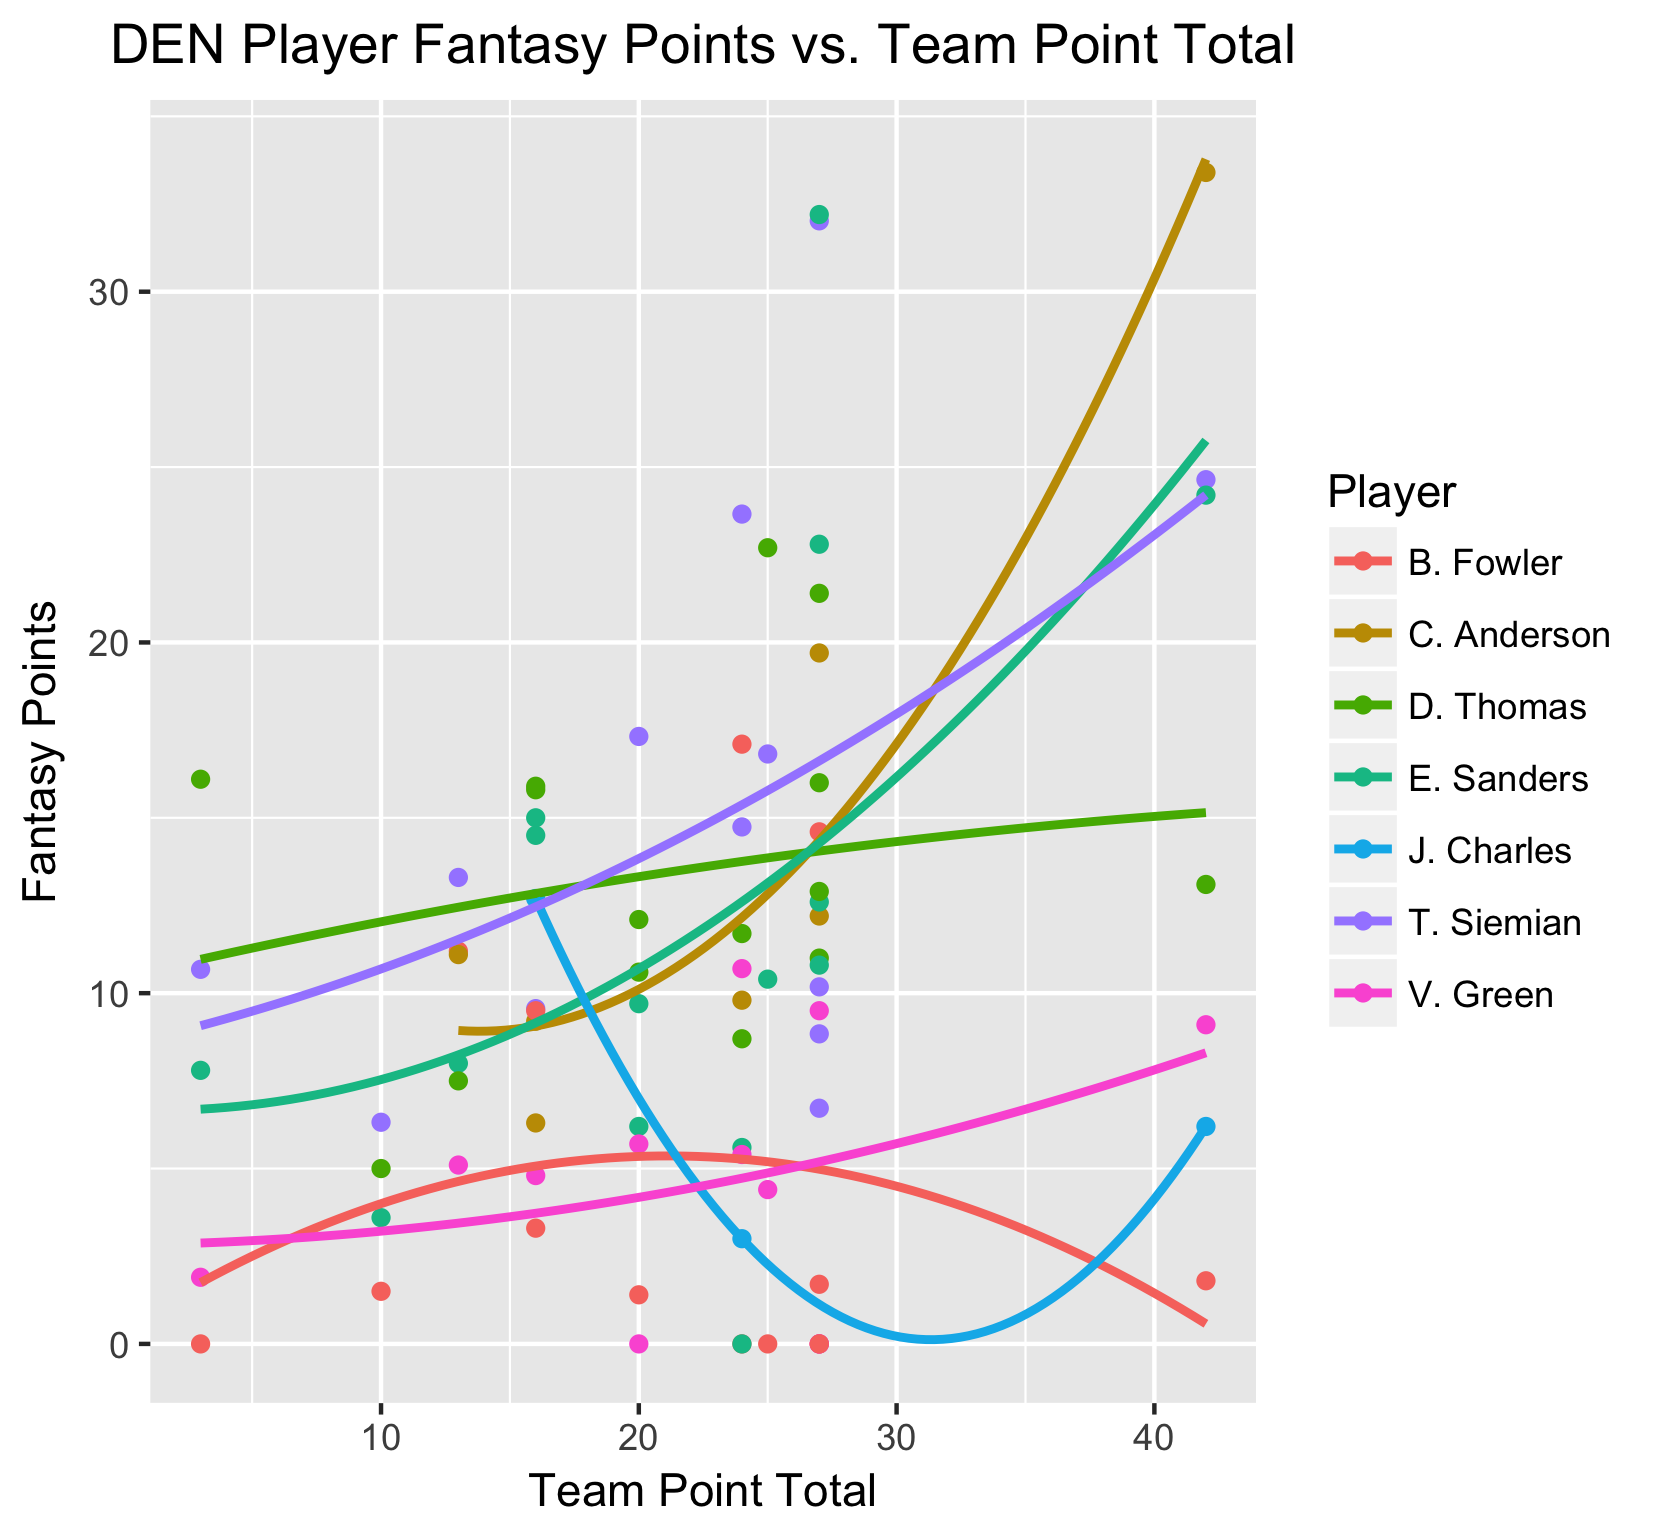 DEN Player Fantasy Points vs. Team Point Total
Fantasy Points
30
20
10
0
10
20
30
40
Team Point Total
Player
B. Fowler
C. Anderson
D. Thomas
E. Sanders
J. Charles
T. Siemian
V. Green